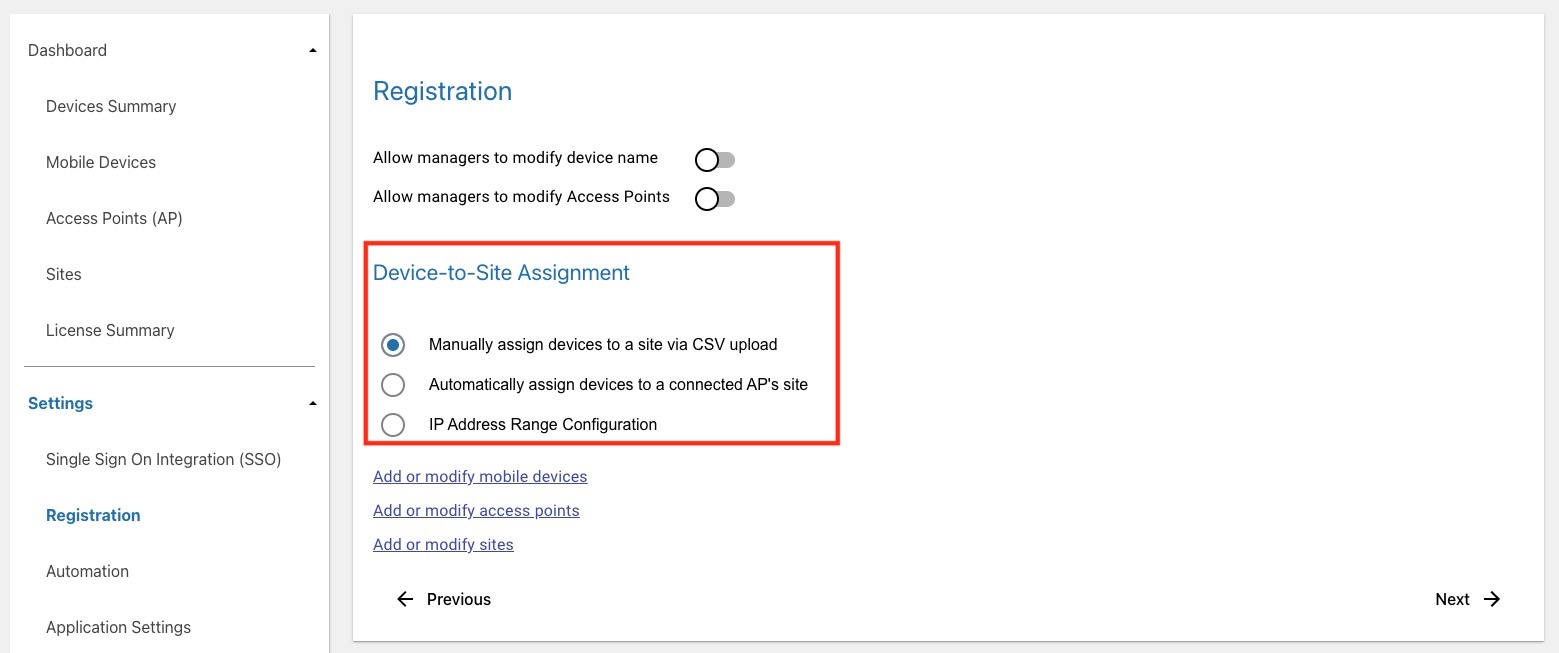 Dashboard
Devices Summary
Mobile Devices
Access Points (AP)
Sites
License Summary
Settings
Single Sign On Integration (SSO)
Registration
Automation
Application Settings
Registration
Allow managers to modify device name
Allow managers to modify Access Points
Device-to-Site Assignment
Manually assign devices to a site via CSV upload
Automatically assign devices to a connected AP's site
IP Address Range Configuration
Add or modify mobile devices
Add or modify access points
Add or modify sites
Previous
Next